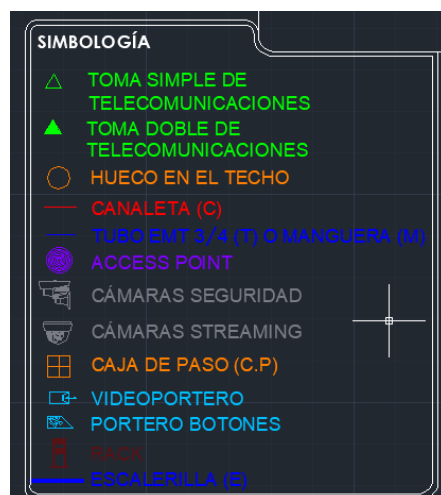 SIMBOLOGÍA
TOMA SIMPLE DE
TELECOMUNICACIONES
TOMA DOBLE DE
TELECOMUNICACIONES
HUECO EN EL TECHO
CANALETA (C)
TUBO EMT 3/4 (T) O MANGUERA (M)
ACCESS POINT
CÁMARAS SEGURIDAD
CÁMARAS STREAMING
CAJA DE PASO (C.P)
VIDEOPORTERO
PORTERO BOTONES
RACK
ESCALERILLA (E)